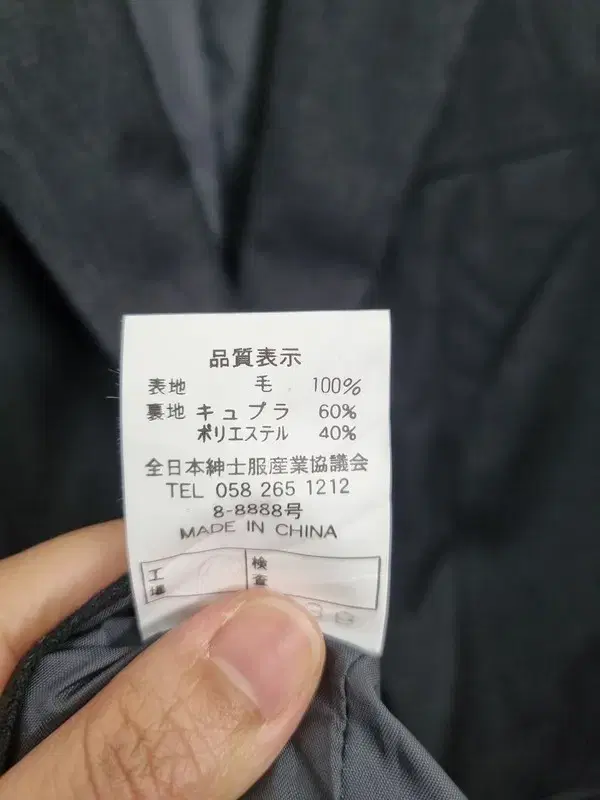 品質表示
表地 毛 100%
裏地 キュプラ 60%
ポリエステル 40%
全日本紳士服産業協議会
TEL 058 265 1212
8-8888号
MADE IN CHINA
工場 検査